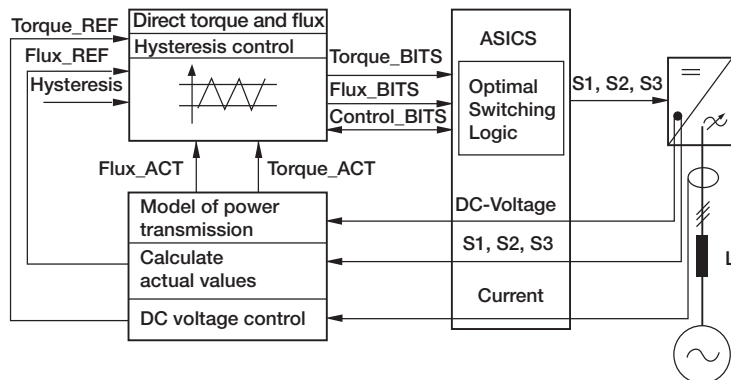 Torque_REF
Direct torque and flux
Flux_REF
Hysteresis control
Hysteresis
Torque_BITS
Flux_BITS
Control_BITS
ASICS
Optimal
Switching
Logic
S1, S2, S3
Flux_ACT
Torque_ACT
Model of power
transmission
Calculate
actual values
DC voltage control
DC-Voltage
S1, S2, S3
Current
L